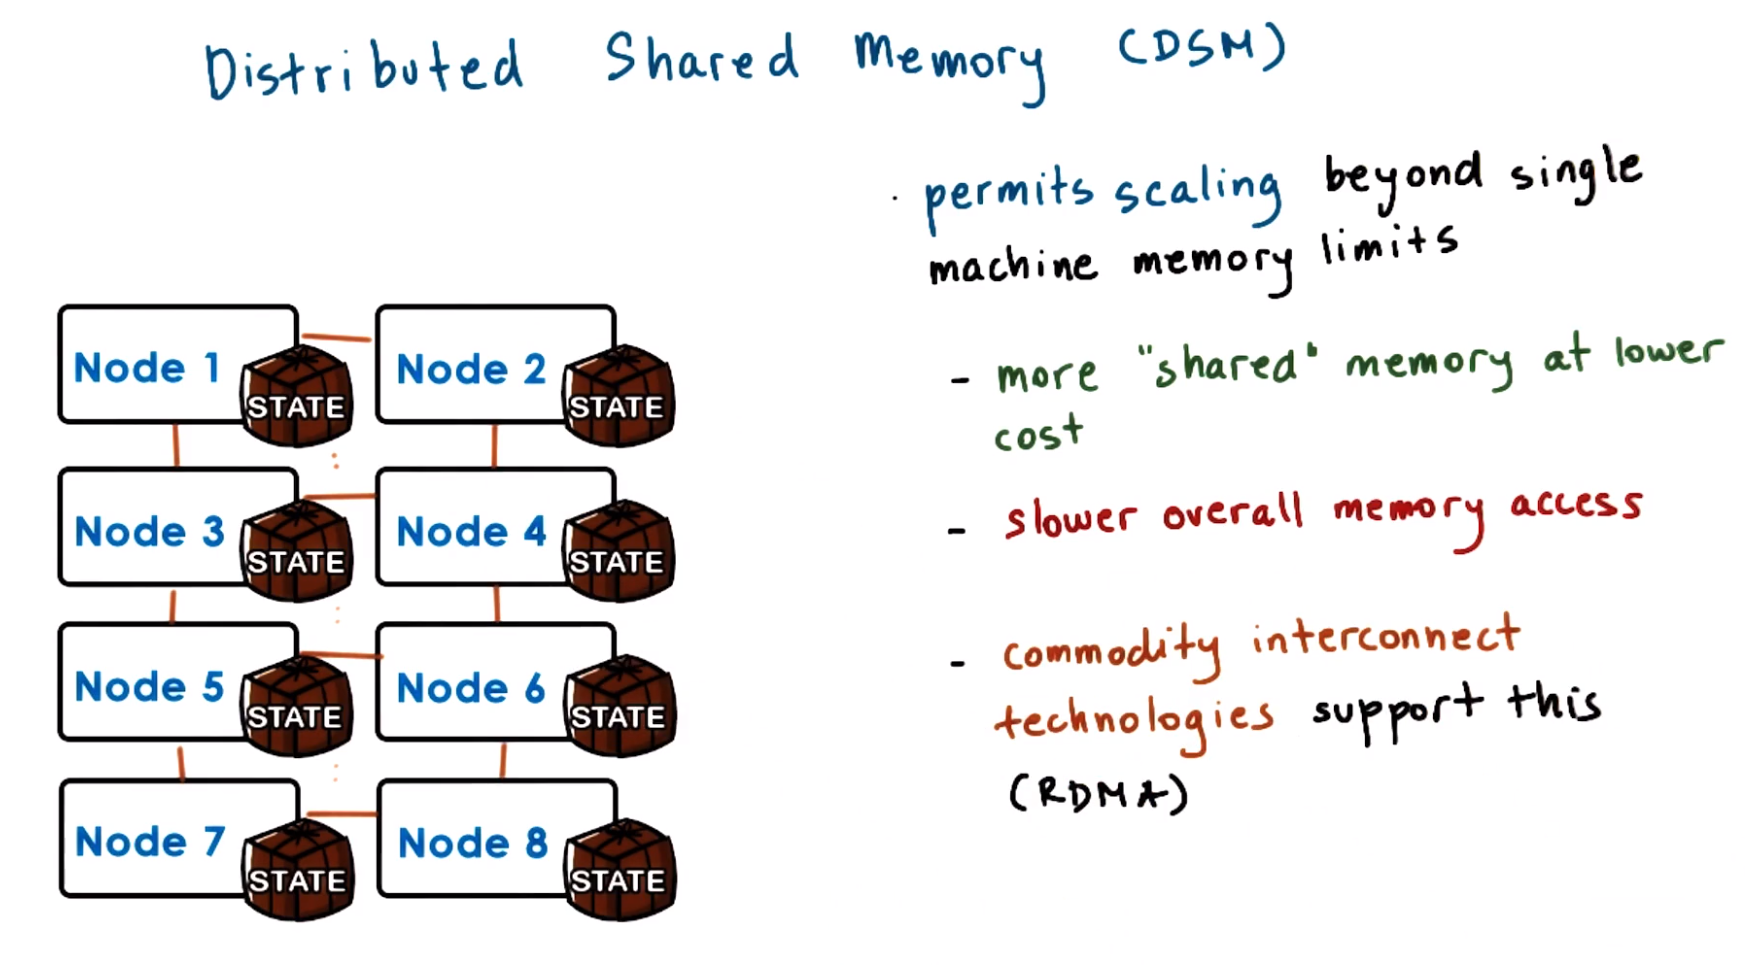 Distributed Shared Memory (DSM)
· permits scaling beyond single
machine memory limits
- more "shared" memory at lower
cost
- slower overall memory access
- commodity interconnect
technologies support this
(RDMA)
Node 1
STATE
Node 2
STATE
Node 3
STATE
Node 4
STATE
Node 5
STATE
Node 6
STATE
Node 7
STATE
Node 8
STATE